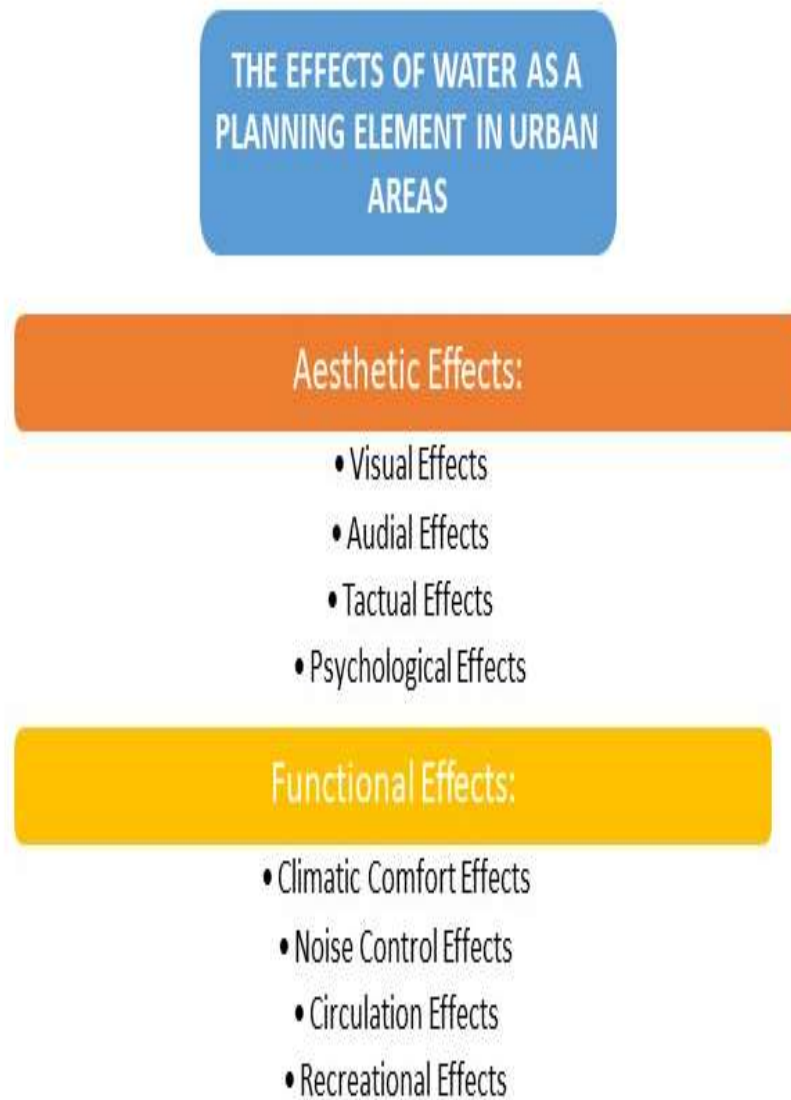 THE EFFECTS OF WATER AS A
PLANNING ELEMENT IN URBAN
AREAS
Aesthetic Effects:
• Visual Effects
• Audial Effects
• Tactual Effects
• Psychological Effects
Functional Effects:
• Climatic Comfort Effects
• Noise Control Effects
• Circulation Effects
• Recreational Effects